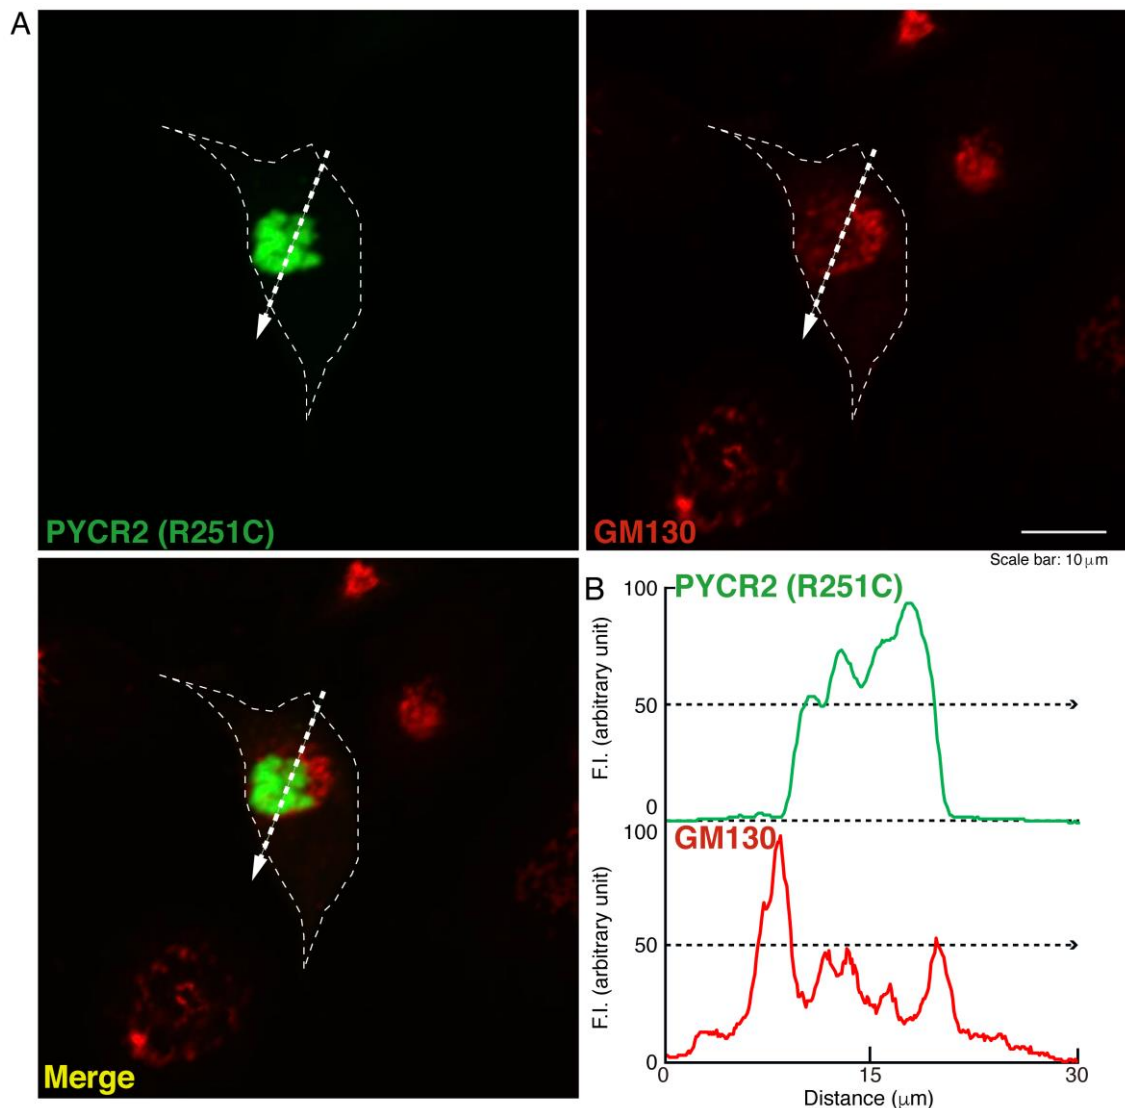 A
PYCR2 (R251C)
GM130
Scale bar: 10 μm
Merge
B
PYCR2 (R251C)
100
50
0
F.I. (arbitrary unit)
GM130
100
50
0
F.I. (arbitrary unit)
0
15
30
Distance (μm)